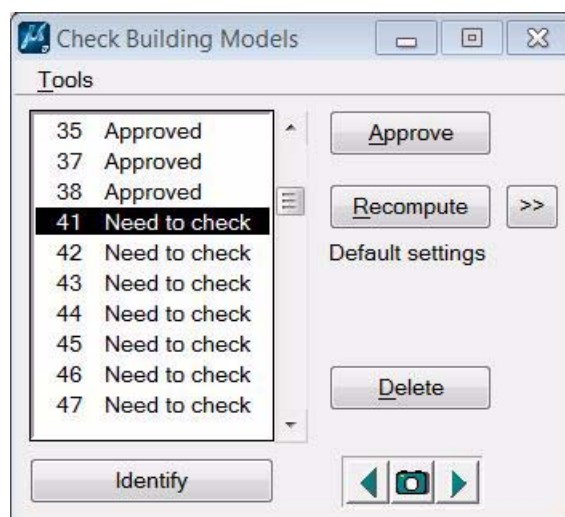 Check Building Models
Tools
35 Approved
37 Approved
38 Approved
41 Need to check
42 Need to check
43 Need to check
44 Need to check
45 Need to check
46 Need to check
47 Need to check
Approve
Recompute >>
Default settings
Delete
Identify